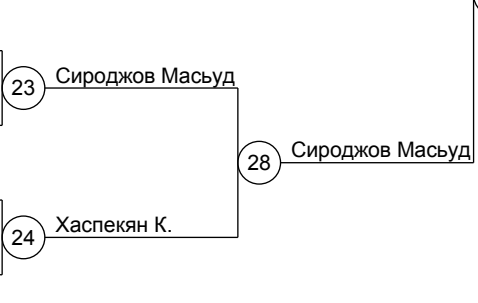 23 Сироджов Масьуд
28 Сироджов Масьуд
24 Хаспекян К.